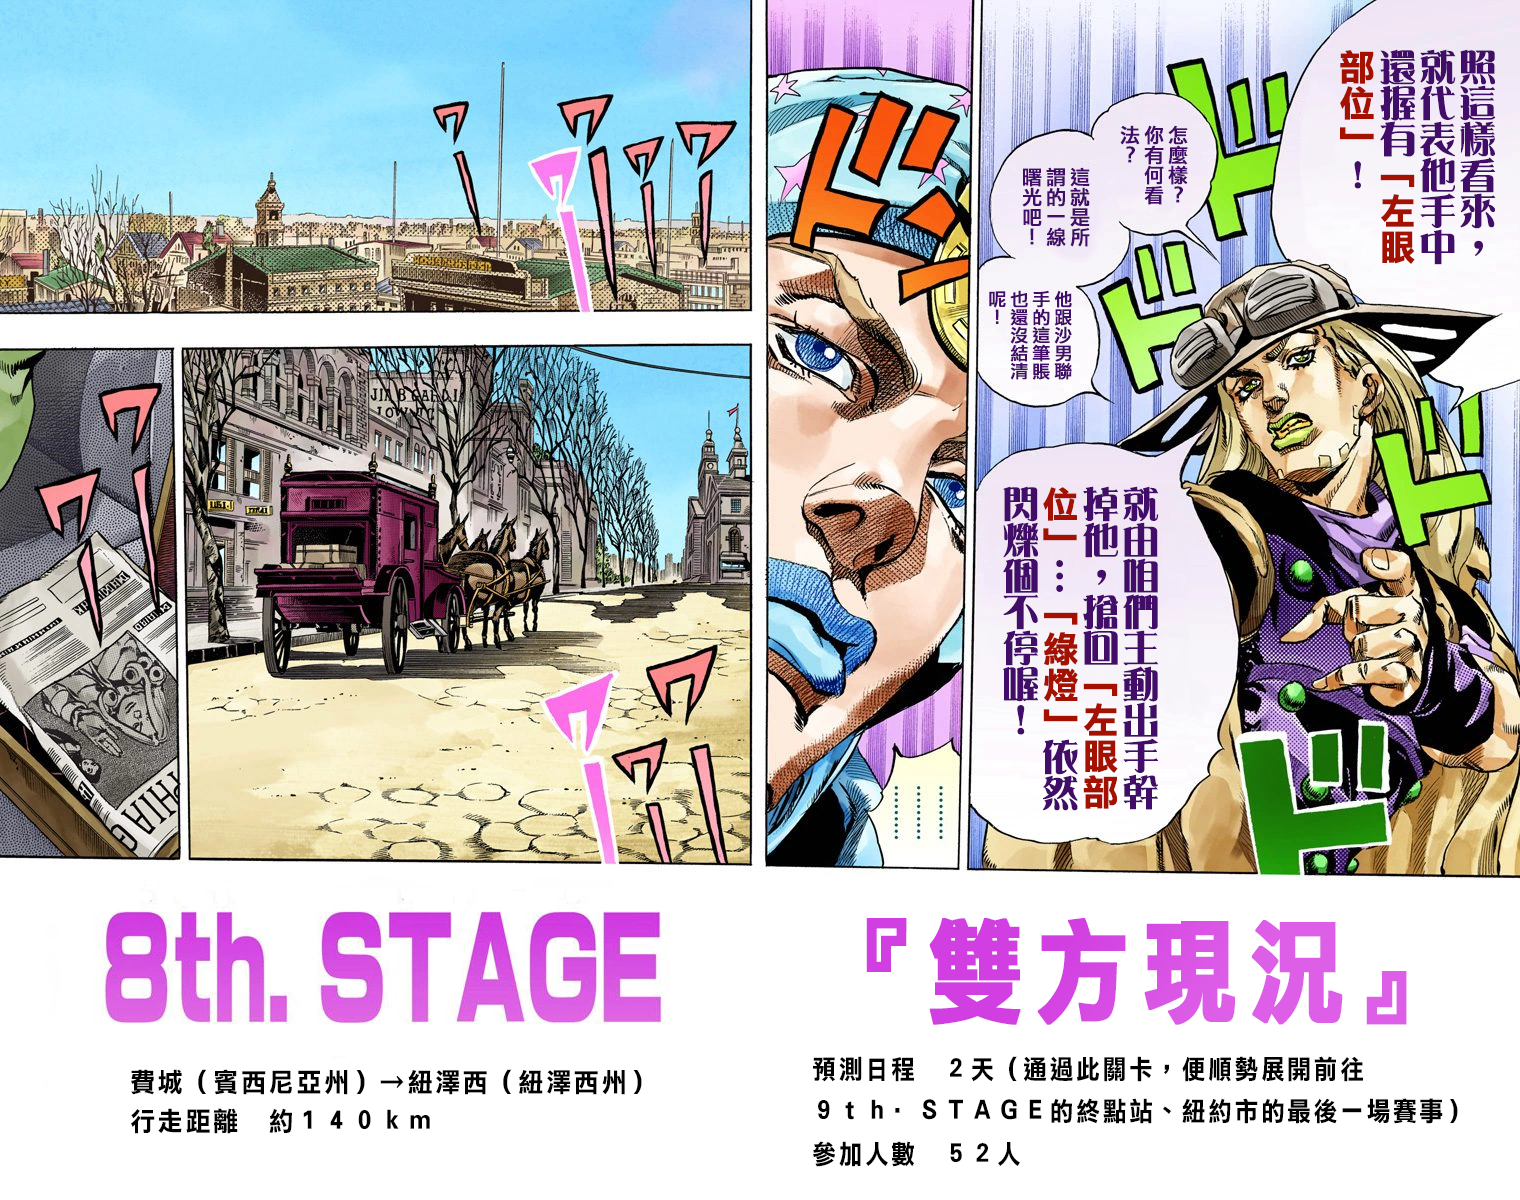 照這樣看來，
就代表他手中
還握有「左眼
部位」！
怎麼樣？
你有何看
法？
這就是所
謂的一線
曙光吧！
他跟沙男聯
手的這筆賬
也還沒結清
呢！
就由咱們主動出手幹
掉他，搶回「左眼部
位」…「綠燈」依然
閃爍個不停喔！
ドドドドド
ドン
…………
ワァァァ
ワァァァ
ワァァ
8th. STAGE
『雙方現況』
費城（賓西尼亞州）→紐澤西（紐澤西州）
行走距離　約１４０ｋｍ
預測日程　２天（通過此關卡，便順勢展開前往
９ｔｈ．ＳＴＡＧＥ的終點站、紐約市的最後一場賽事）
參加人數　５２人